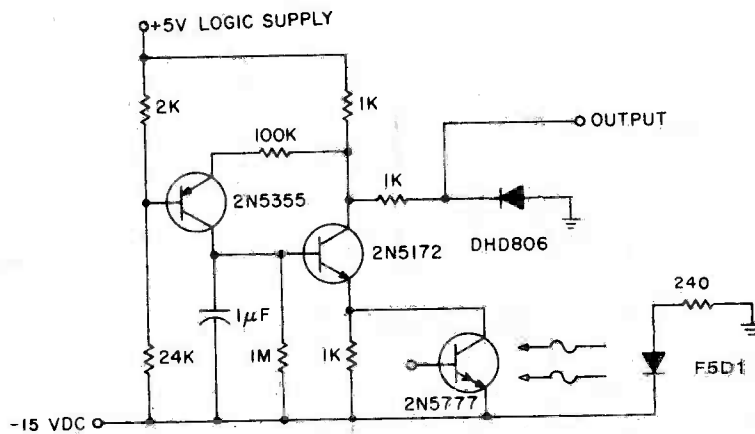 +5V LOGIC SUPPLY
2K
1K
100K
OUTPUT
1K
2N5355
2N5172
DHD806
240
1µF
24K
1M
1K
F5D1
2N5777
-15 VDC